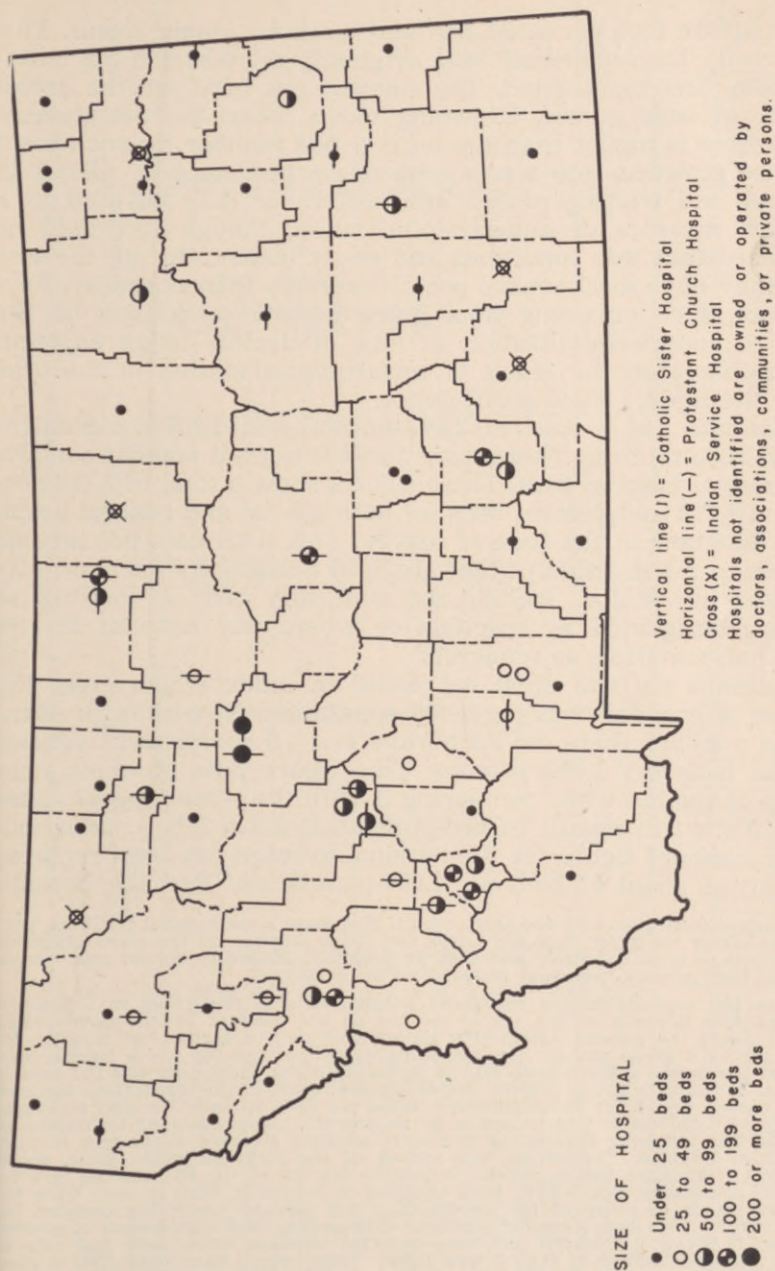 SIZE OF HOSPITAL
Under 25 beds
25 to 49 beds
50 to 99 beds
100 to 199 beds
200 or more beds
Vertical line (I) = Catholic Sister Hospital
Horizontal line (—) = Protestant Church Hospital
Cross (X) = Indian Service Hospital
Hospitals not identified are owned or operated by
doctors, associations, communities, or private persons.